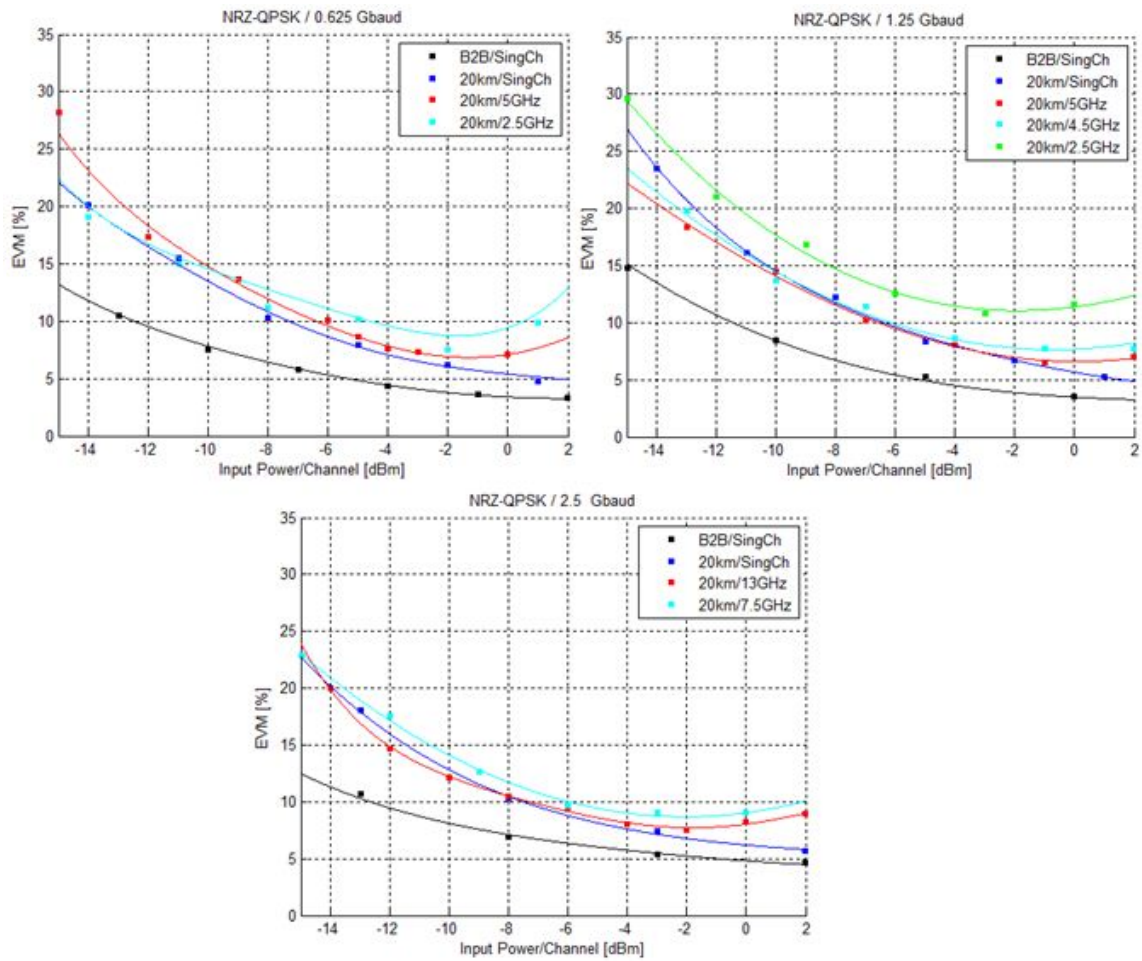 NRZ-QPSK / 0.625 Gbaud
35
30
25
20
15
10
5
0
EVM [%]
B2B/SingCh
20km/SingCh
20km/5GHz
20km/2.5GHz
-14 -12 -10 -8 -6 -4 -2 0 2
Input Power/Channel [dBm]
NRZ-QPSK / 1.25 Gbaud
35
30
25
20
15
10
5
0
EVM [%]
B2B/SingCh
20km/SingCh
20km/5GHz
20km/4.5GHz
20km/2.5GHz
-14 -12 -10 -8 -6 -4 -2 0 2
Input Power/Channel [dBm]
NRZ-QPSK / 2.5 Gbaud
35
30
25
20
15
10
5
0
EVM [%]
B2B/SingCh
20km/SingCh
20km/13GHz
20km/7.5GHz
-14 -12 -10 -8 -6 -4 -2 0 2
Input Power/Channel [dBm]